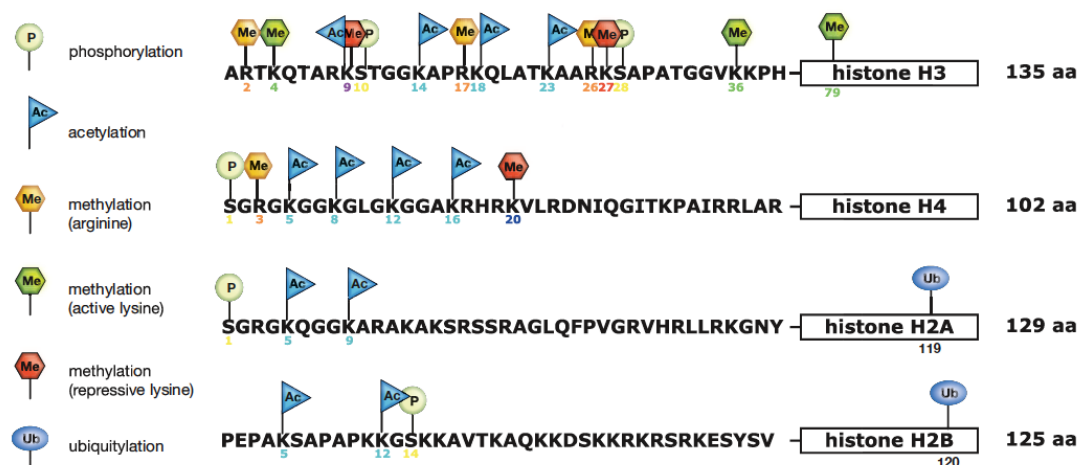 P phosphorylation
Ac acetylation
Me methylation
(arginine)
Me methylation
(active lysine)
Me methylation
(repressive lysine)
Ub ubiquitylation
Me Me Ac Me P Ac Me Ac Ac M Me P Me Me
ARTKQTARKSTGGKAPRKQLATKAARKSAPATGGVKKPH histone H3 135 aa
2 4 9 10 14 17 18 23 26 27 28 36 79
P Me Ac Ac Ac Ac Me
SGRGKGGKGLGKGGAKRHRKVLRDNIQGITKPAIRRLAR histone H4 102 aa
1 3 5 8 12 16 20
P Ac Ac Ub
SGRGKQGGKARAKAKSRSSRAGLQFPVGRVHRLLRKGNY histone H2A 129 aa
1 5 9 119
Ac Ac P Ub
PEPAKSAPAPKKGSKKAVTKAQKKDSKKRKRSRKESYSV histone H2B 125 aa
5 12 14 120